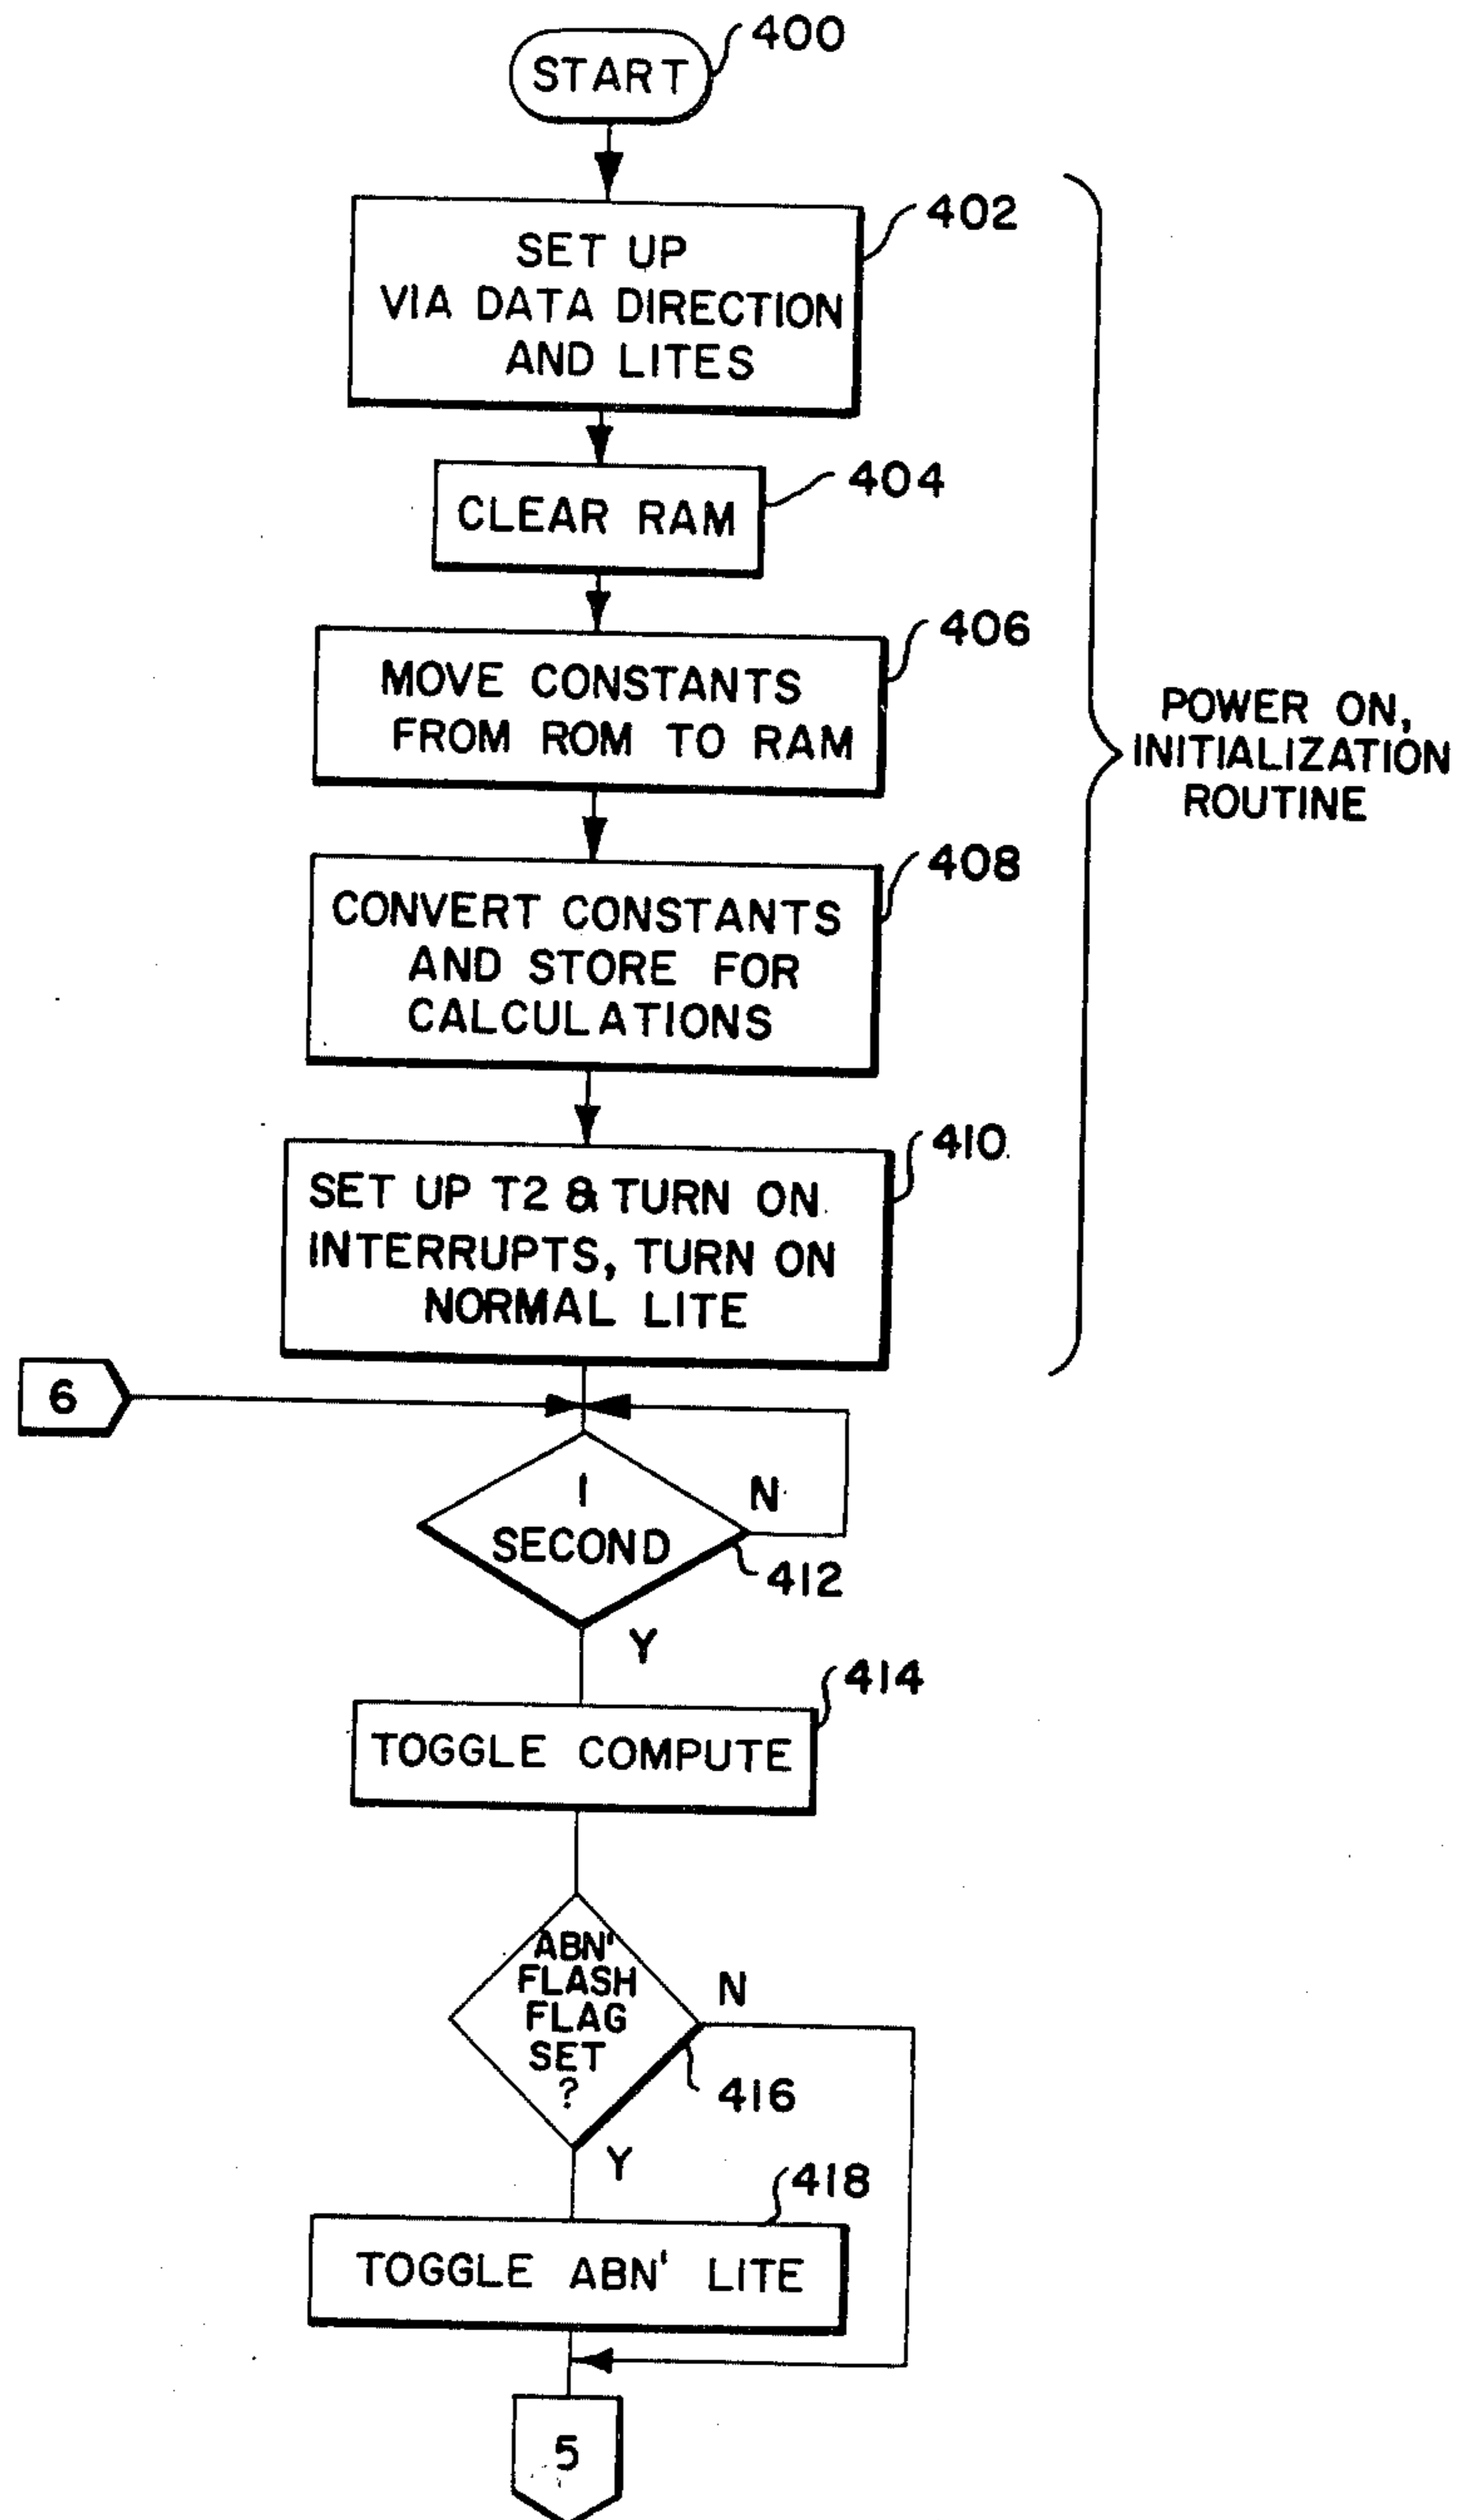 START
400
SET UP
VIA DATA DIRECTION
AND LITES
402
CLEAR RAM
404
MOVE CONSTANTS
FROM ROM TO RAM
406
POWER ON,
INITIALIZATION
ROUTINE
CONVERT CONSTANTS
AND STORE FOR
CALCULATIONS
408
SET UP T2 & TURN ON
INTERRUPTS, TURN ON
NORMAL LITE
410
6
1
SECOND
N
412
Y
TOGGLE COMPUTE
414
ABN'
FLASH
FLAG
SET
?
N
416
Y
418
TOGGLE ABN' LITE
5